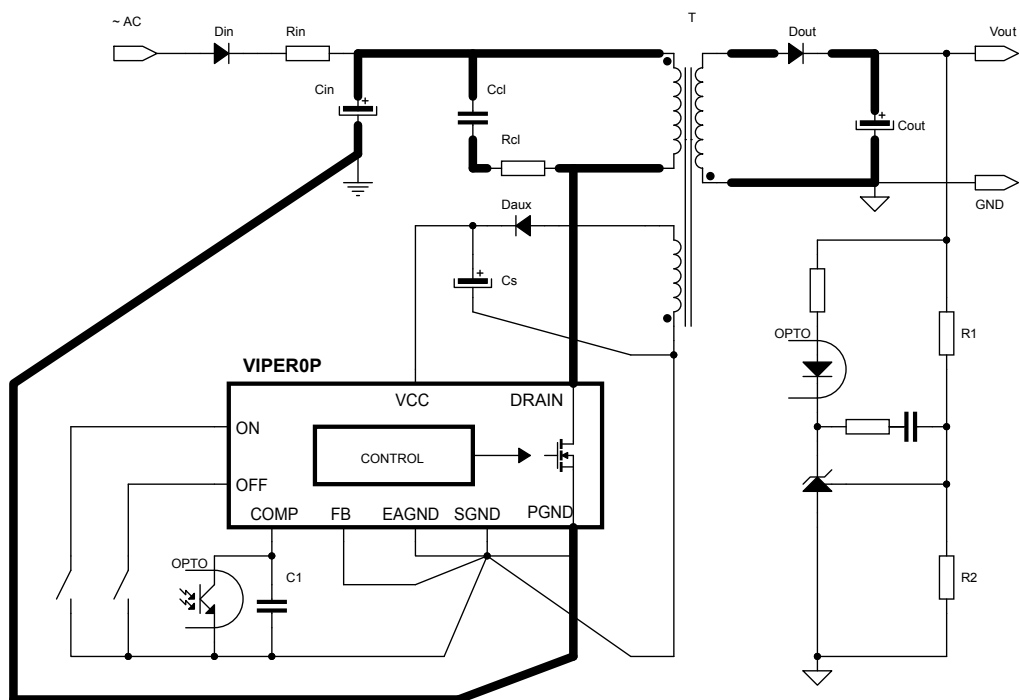 ~ AC
Din
Rin
T
Dout
Vout
Cin
+
Ccl
+
Cout
Rcl
GND
Daux
+
Cs
OPTO
R1
VIPER0P
VCC
DRAIN
ON
CONTROL
OFF
COMP
FB
EAGND
SGND
PGND
OPTO
C1
R2